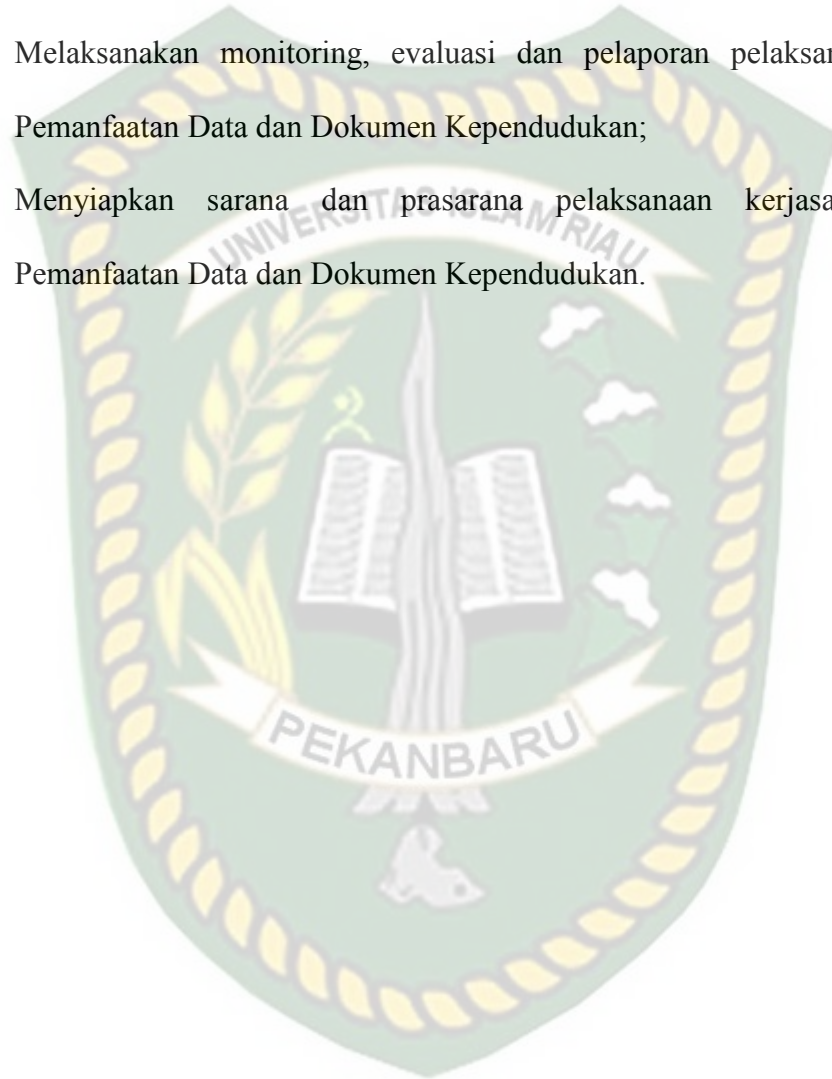 Melaksanakan monitoring, evaluasi dan pelaporan pelaksan
Pemanfaatan Data dan Dokumen Kependudukan;
Menyiapkan sarana dan prasarana pelaksanaan kerjasa
Pemanfaatan Data dan Dokumen Kependudukan.
UNIVERSITAS ISLAM RIAU
PEKANBARU